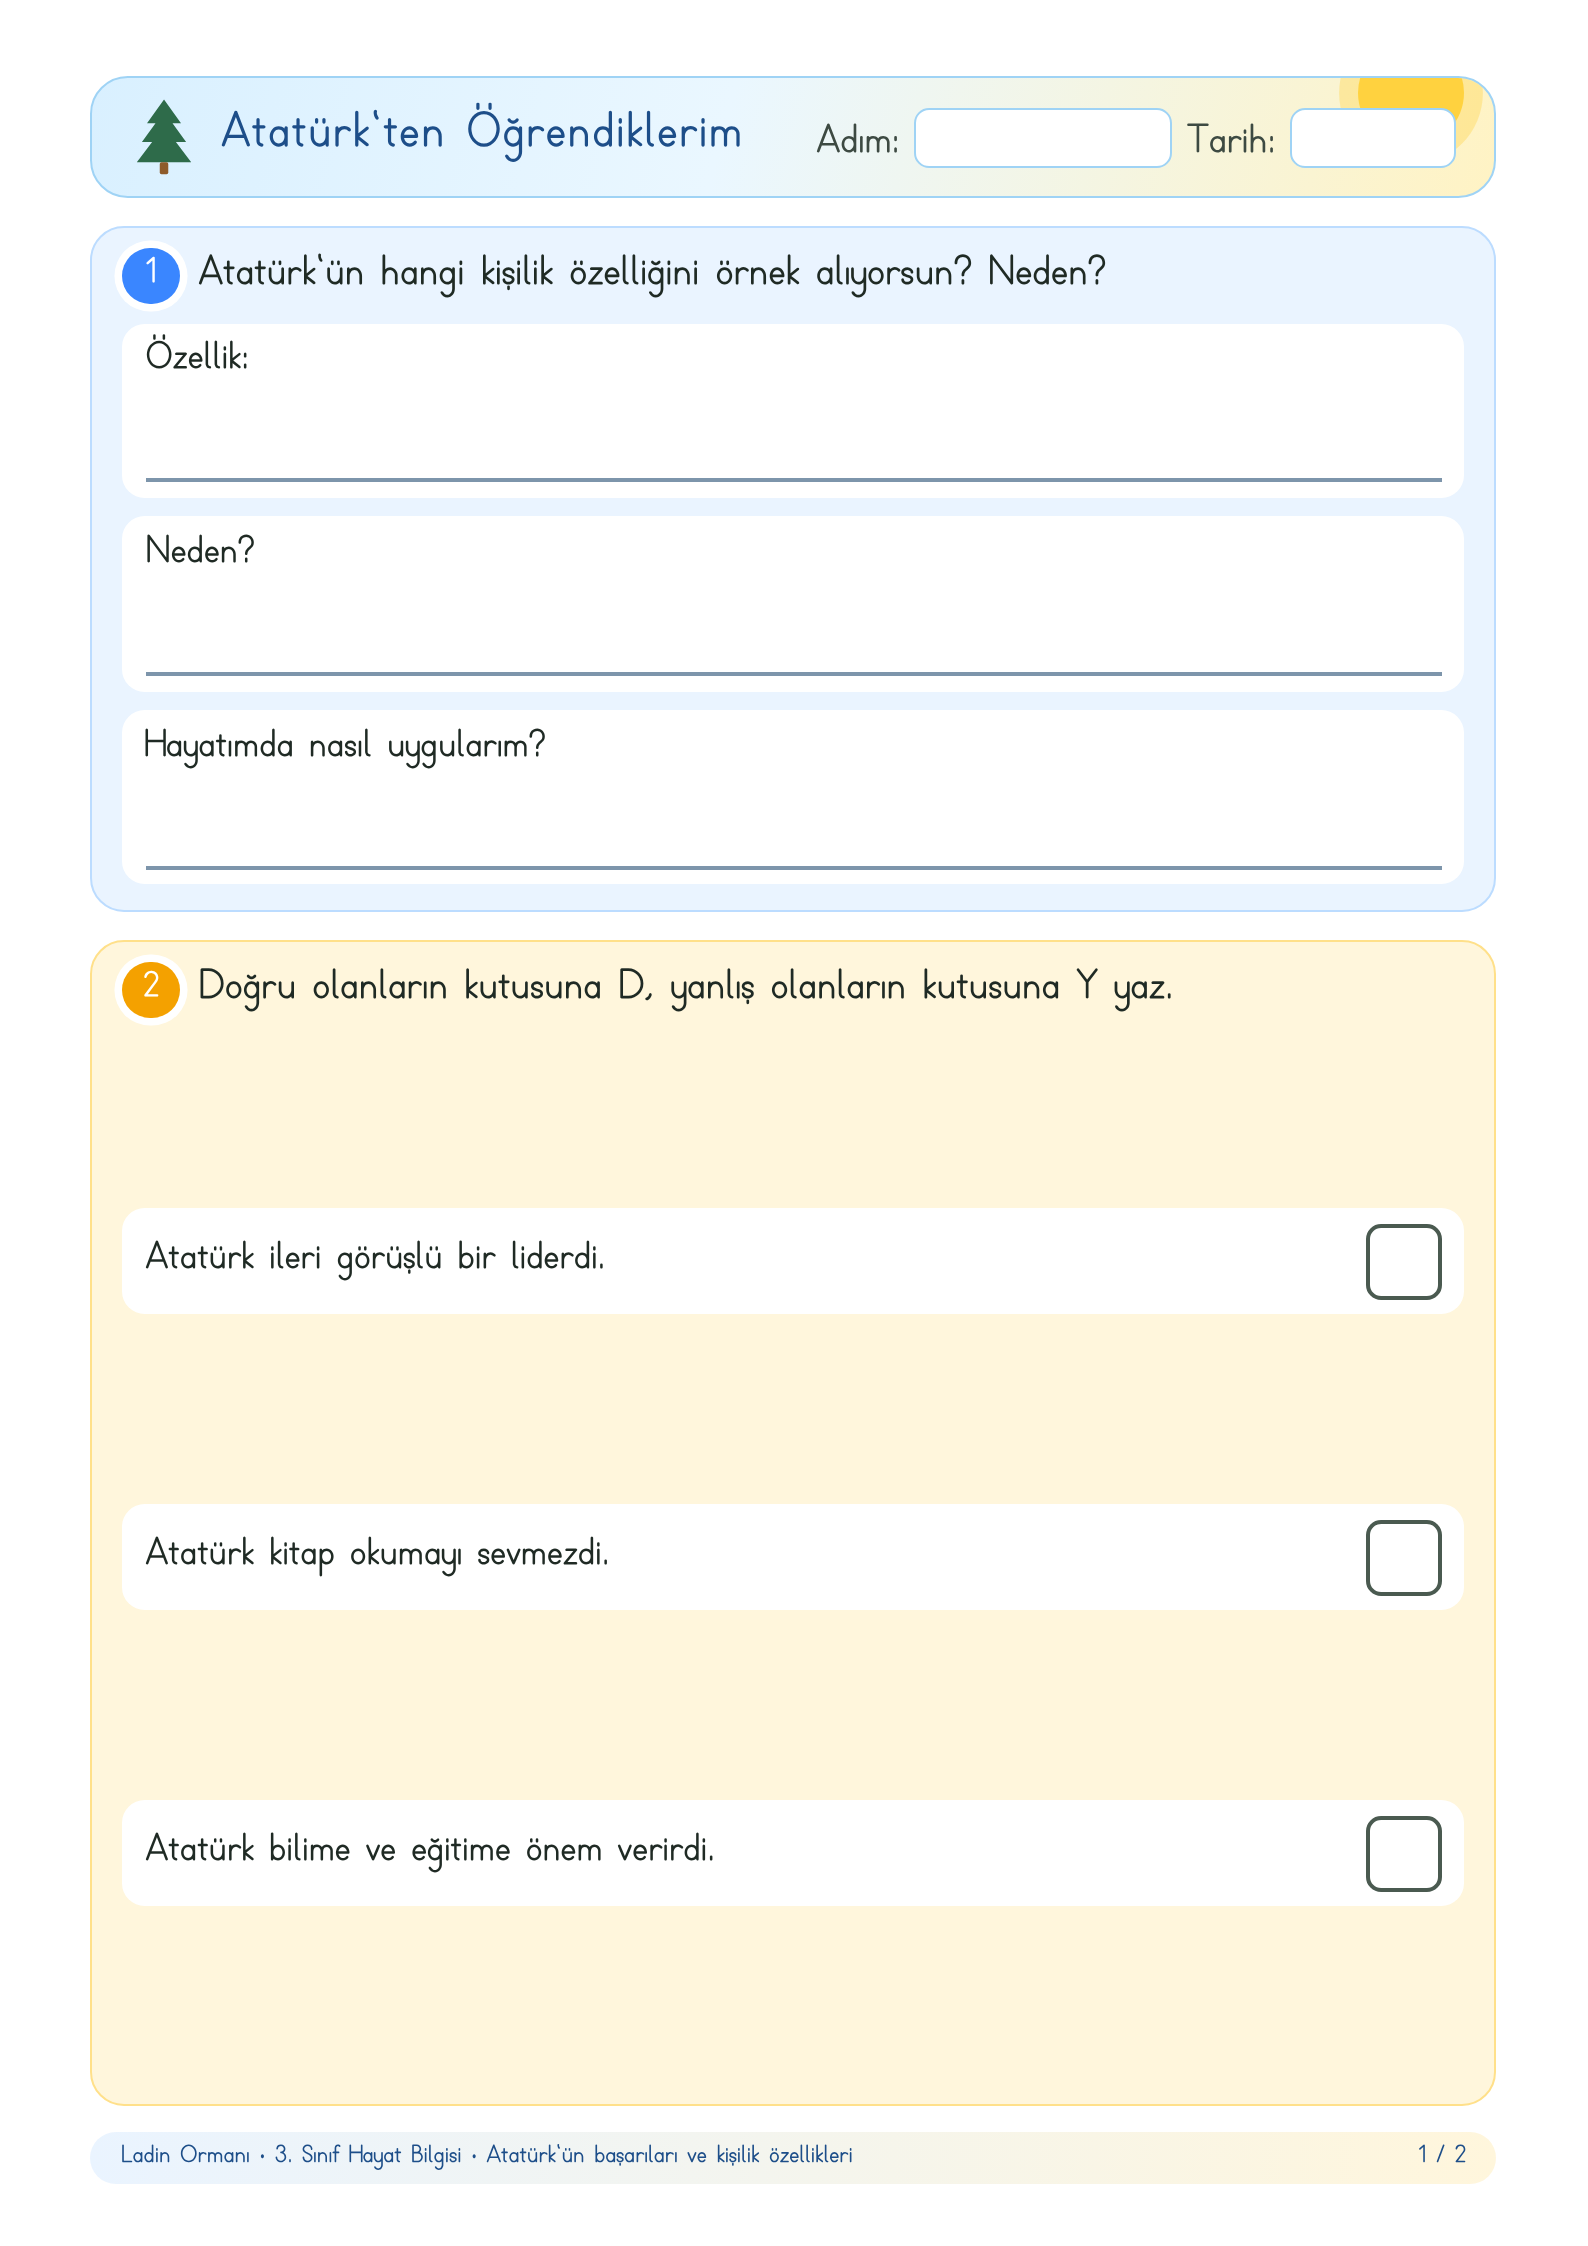 Atatürk‘ten Öğrendiklerim
Adım:
Tarih:
1
Atatürk‘ün hangi kişilik özelliğini örnek alıyorsun? Neden?
Özellik:
Neden?
Hayatımda nasıl uygularım?
2
Doğru olanların kutusuna D, yanlış olanların kutusuna Y yaz.
Atatürk ileri görüşlü bir liderdi.
Atatürk kitap okumayı sevmezdi.
Atatürk bilime ve eğitime önem verirdi.
Ladin Ormanı • 3. Sınıf Hayat Bilgisi • Atatürk‘ün başarıları ve kişilik özellikleri
1 / 2